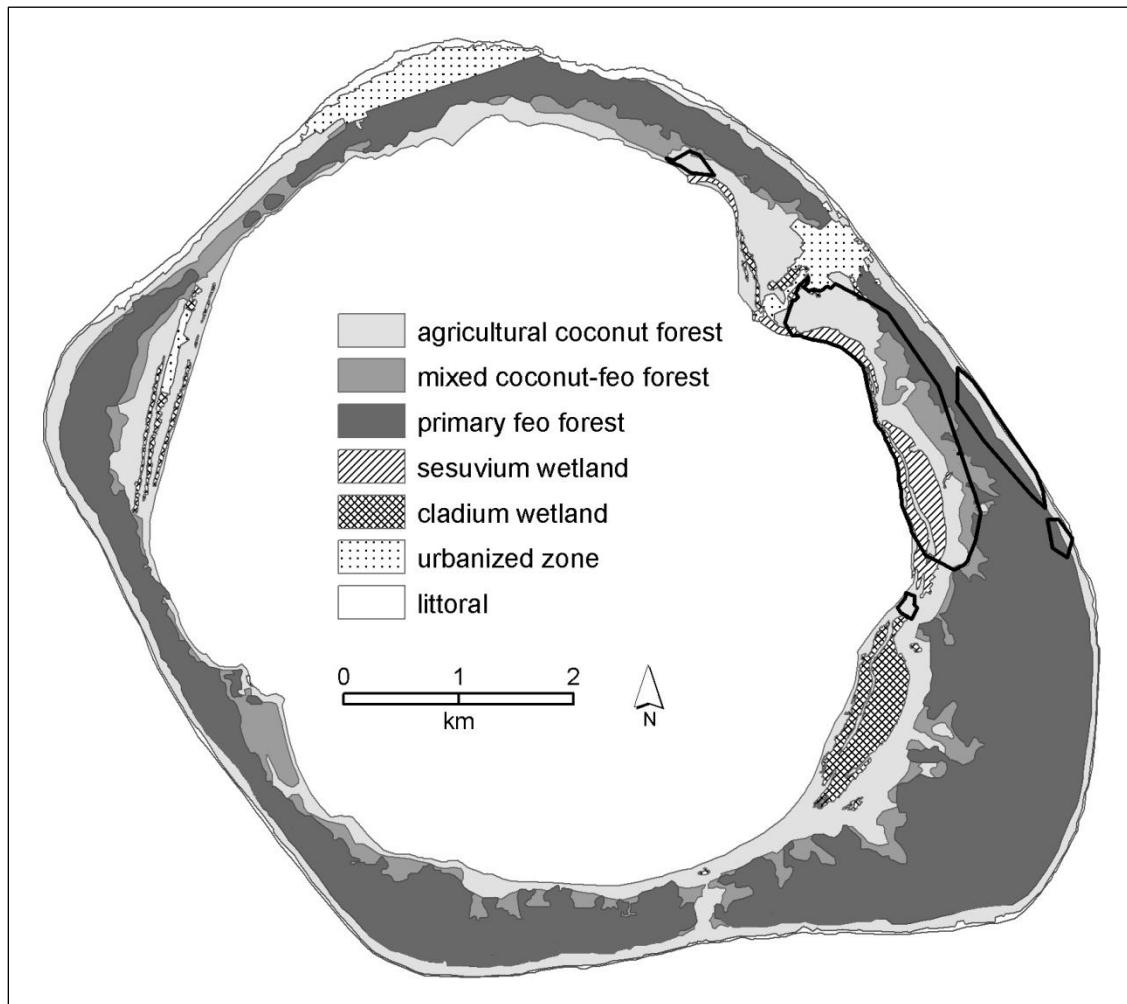 agricultural coconut forest
mixed coconut-feo forest
primary feo forest
sesuvium wetland
cladium wetland
urbanized zone
littoral
0 1 2
km
N